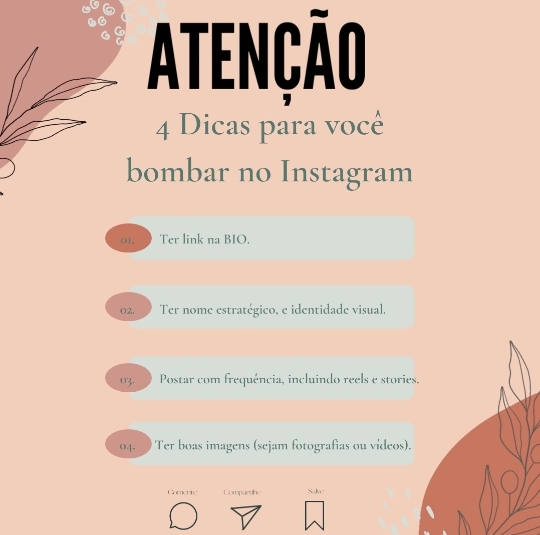 ATENÇÃO
4 Dicas para você
bombar no Instagram
01. Ter link na BIO.
02. Ter nome estratégico, e identidade visual.
03. Postar com frequência, incluindo reels e stories.
04. Ter boas imagens (sejam fotografias ou vídeos).
Comente Compartilhe Salve